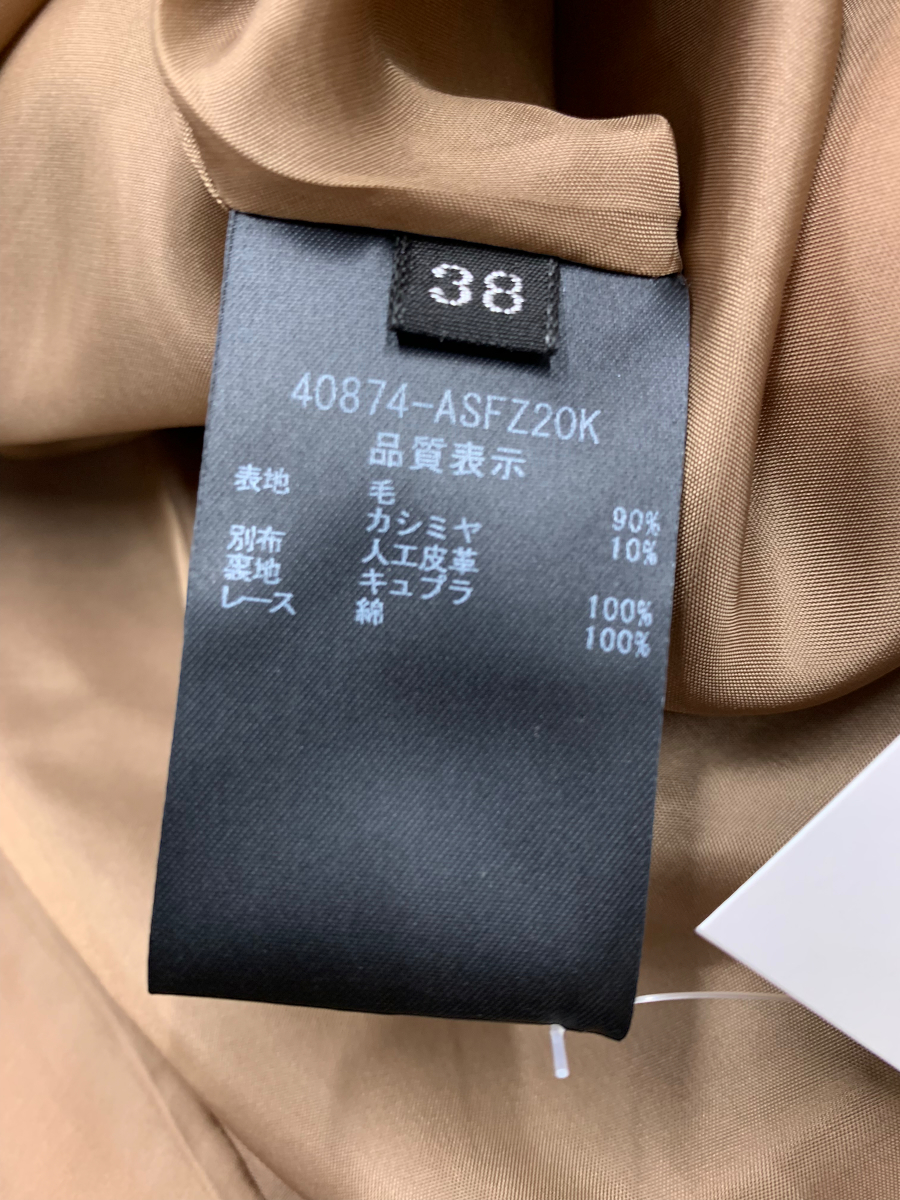 38
40874-ASFZ20K
品質表示
表地 毛 90%
カシミヤ 10%
別布 人工皮革
裏地 キュプラ 100%
レース 綿 100%